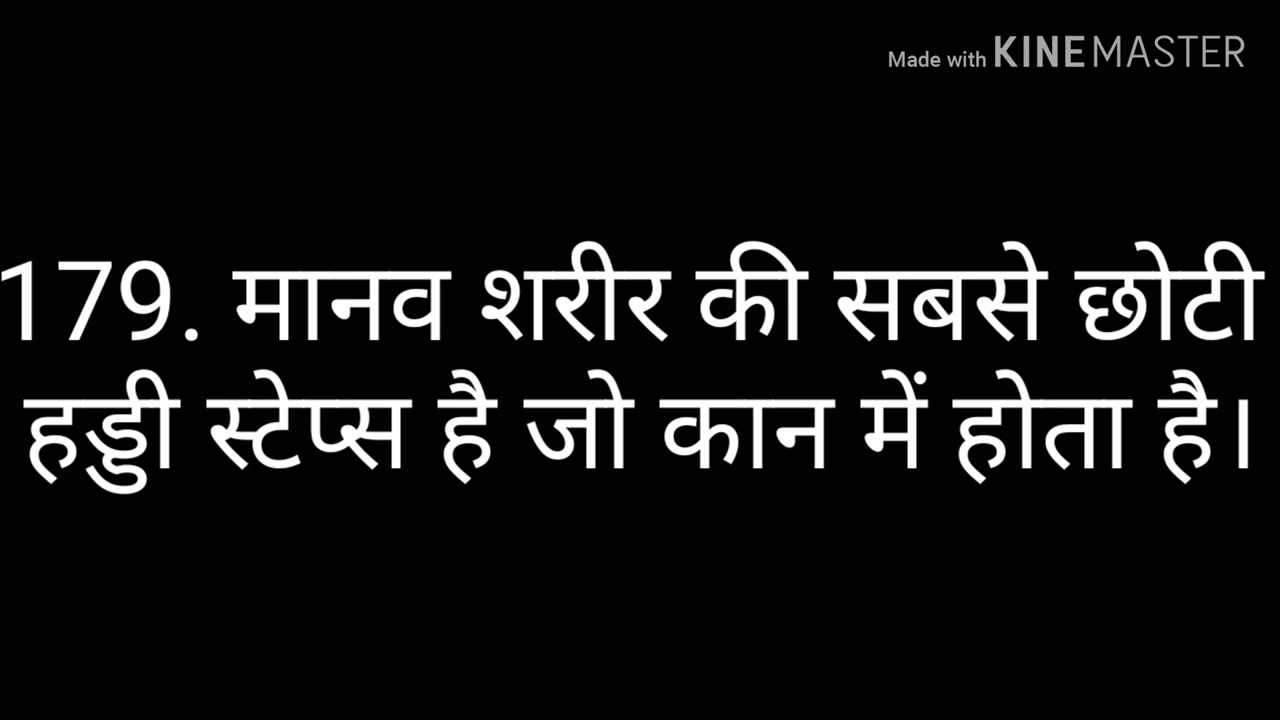 Made with KINEMASTER
179. मानव शरीर की सबसे छोटी
हड्डी स्टेप्स है जो कान में होता है।